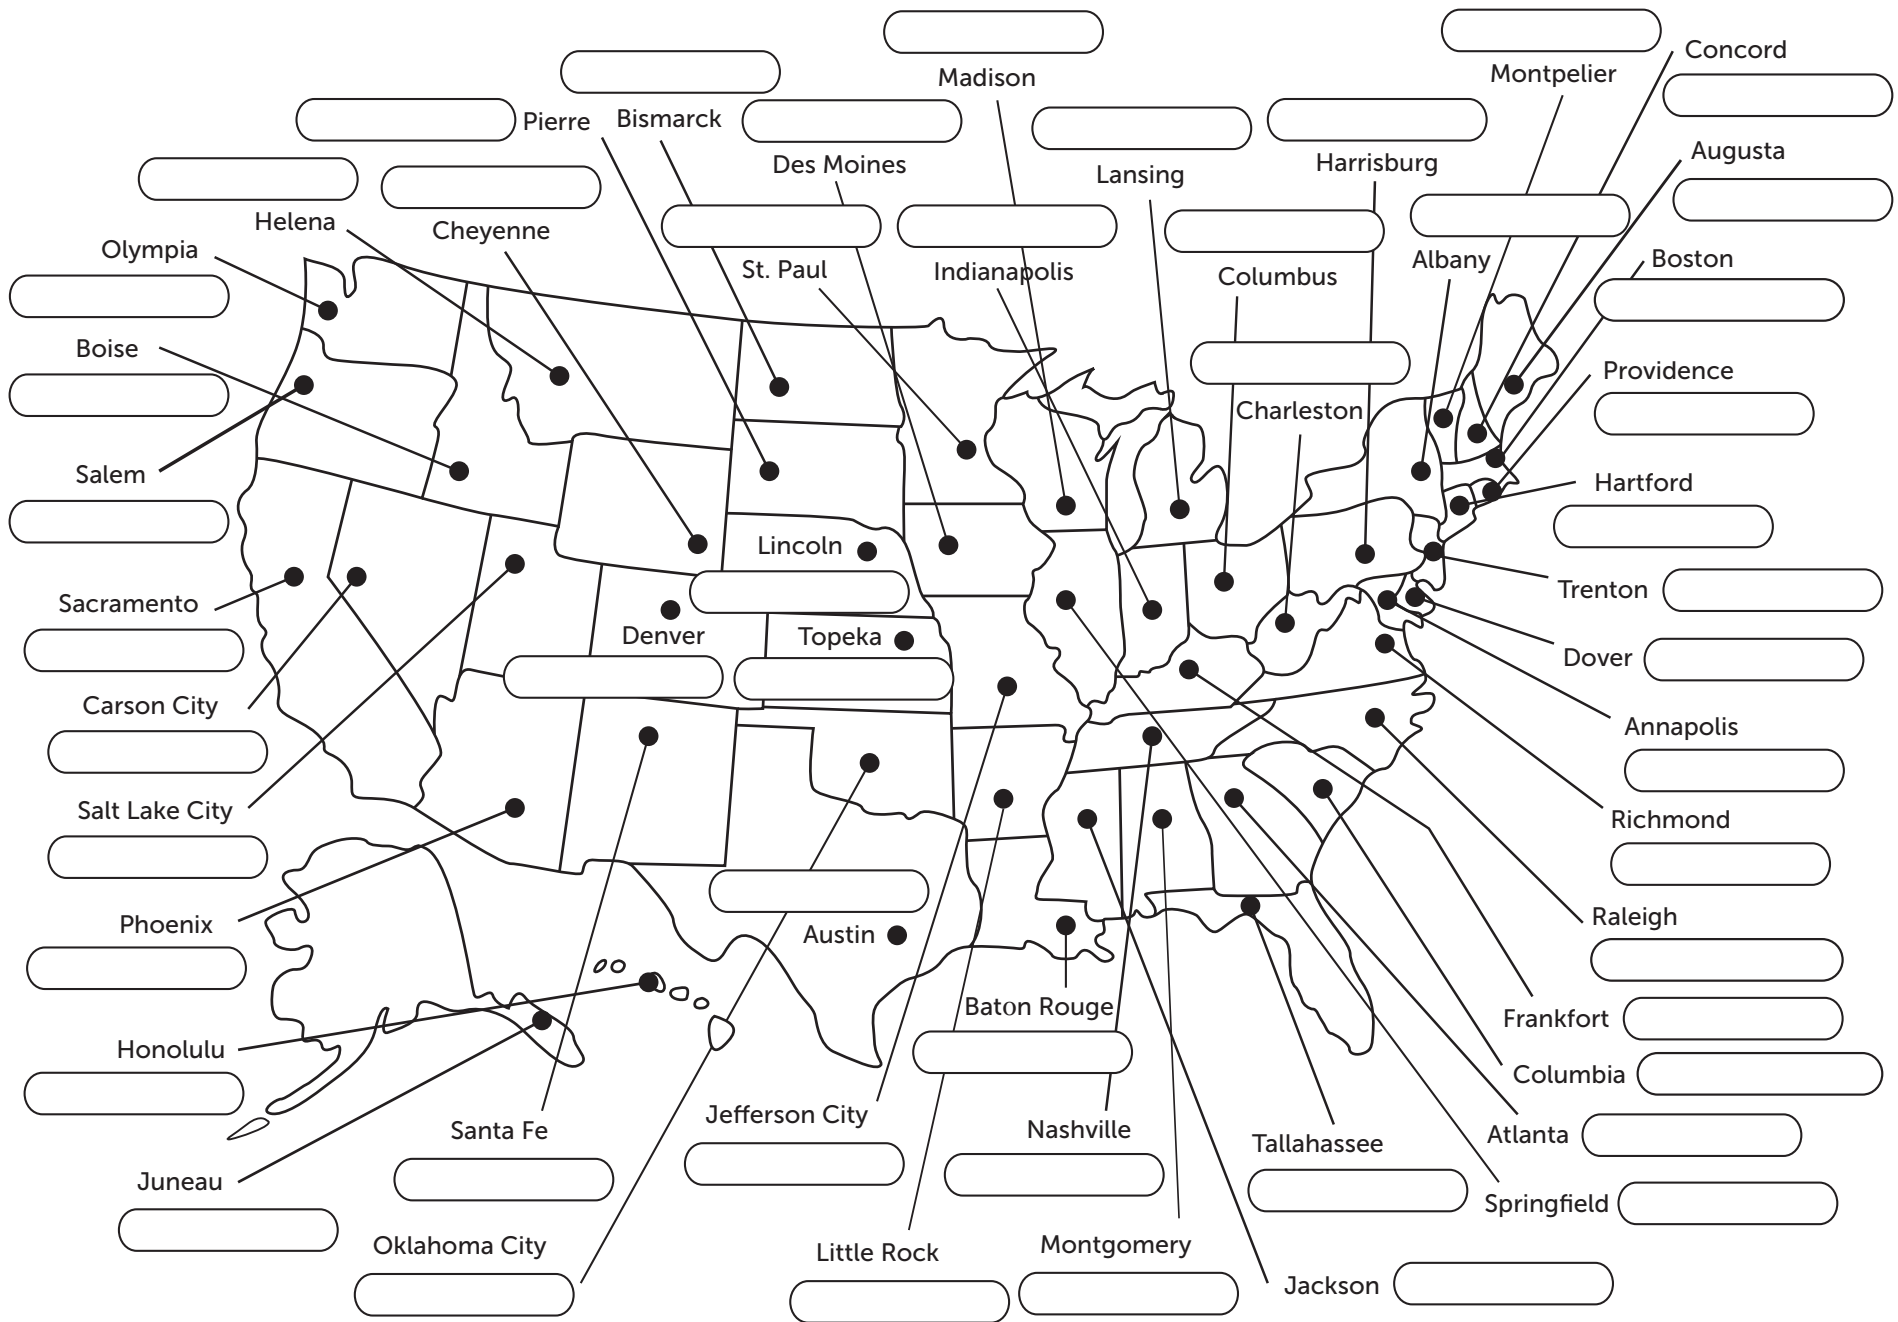 Madison
Concord
Montpelier
Pierre
Bismarck
Des Moines
Harrisburg
Augusta
Lansing
Helena
Cheyenne
Olympia
St. Paul
Indianapolis
Columbus
Albany
Boston
Boise
Providence
Charleston
Salem
Hartford
Lincoln
Trenton
Sacramento
Denver
Topeka
Dover
Carson City
Annapolis
Salt Lake City
Richmond
Phoenix
Austin
Raleigh
Baton Rouge
Frankfort
Honolulu
Columbia
Jefferson City
Santa Fe
Nashville
Tallahassee
Atlanta
Juneau
Springfield
Oklahoma City
Little Rock
Montgomery
Jackson